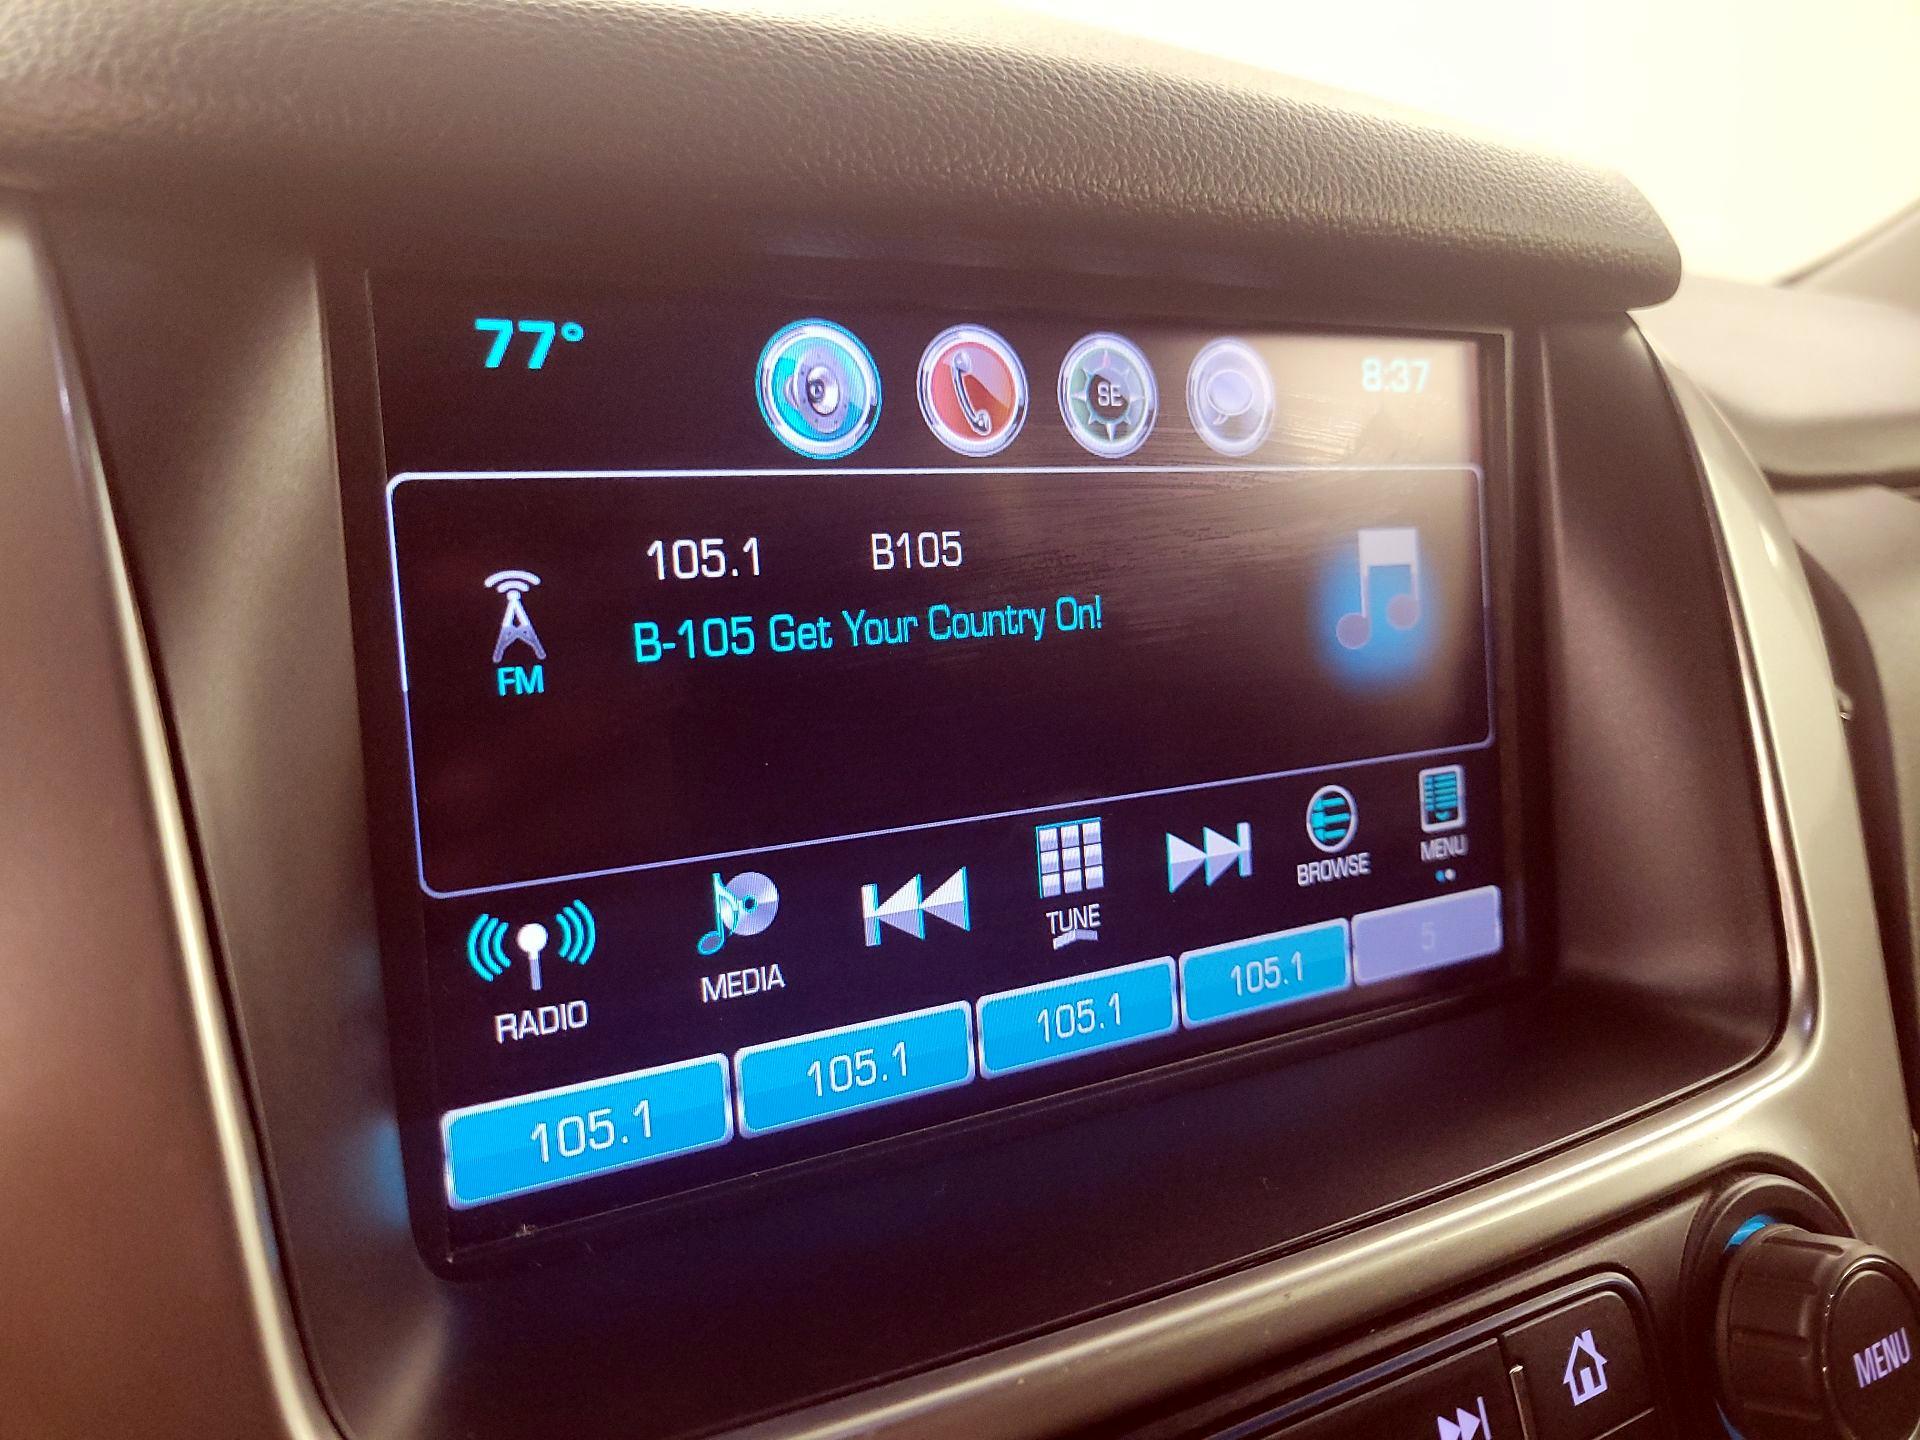 77° SE 8:37
105.1 B105
B-105 Get Your Country On!
FM
RADIO MEDIA TUNE BROWSE MENU
105.1 105.1 105.1 105.1 5
MENU